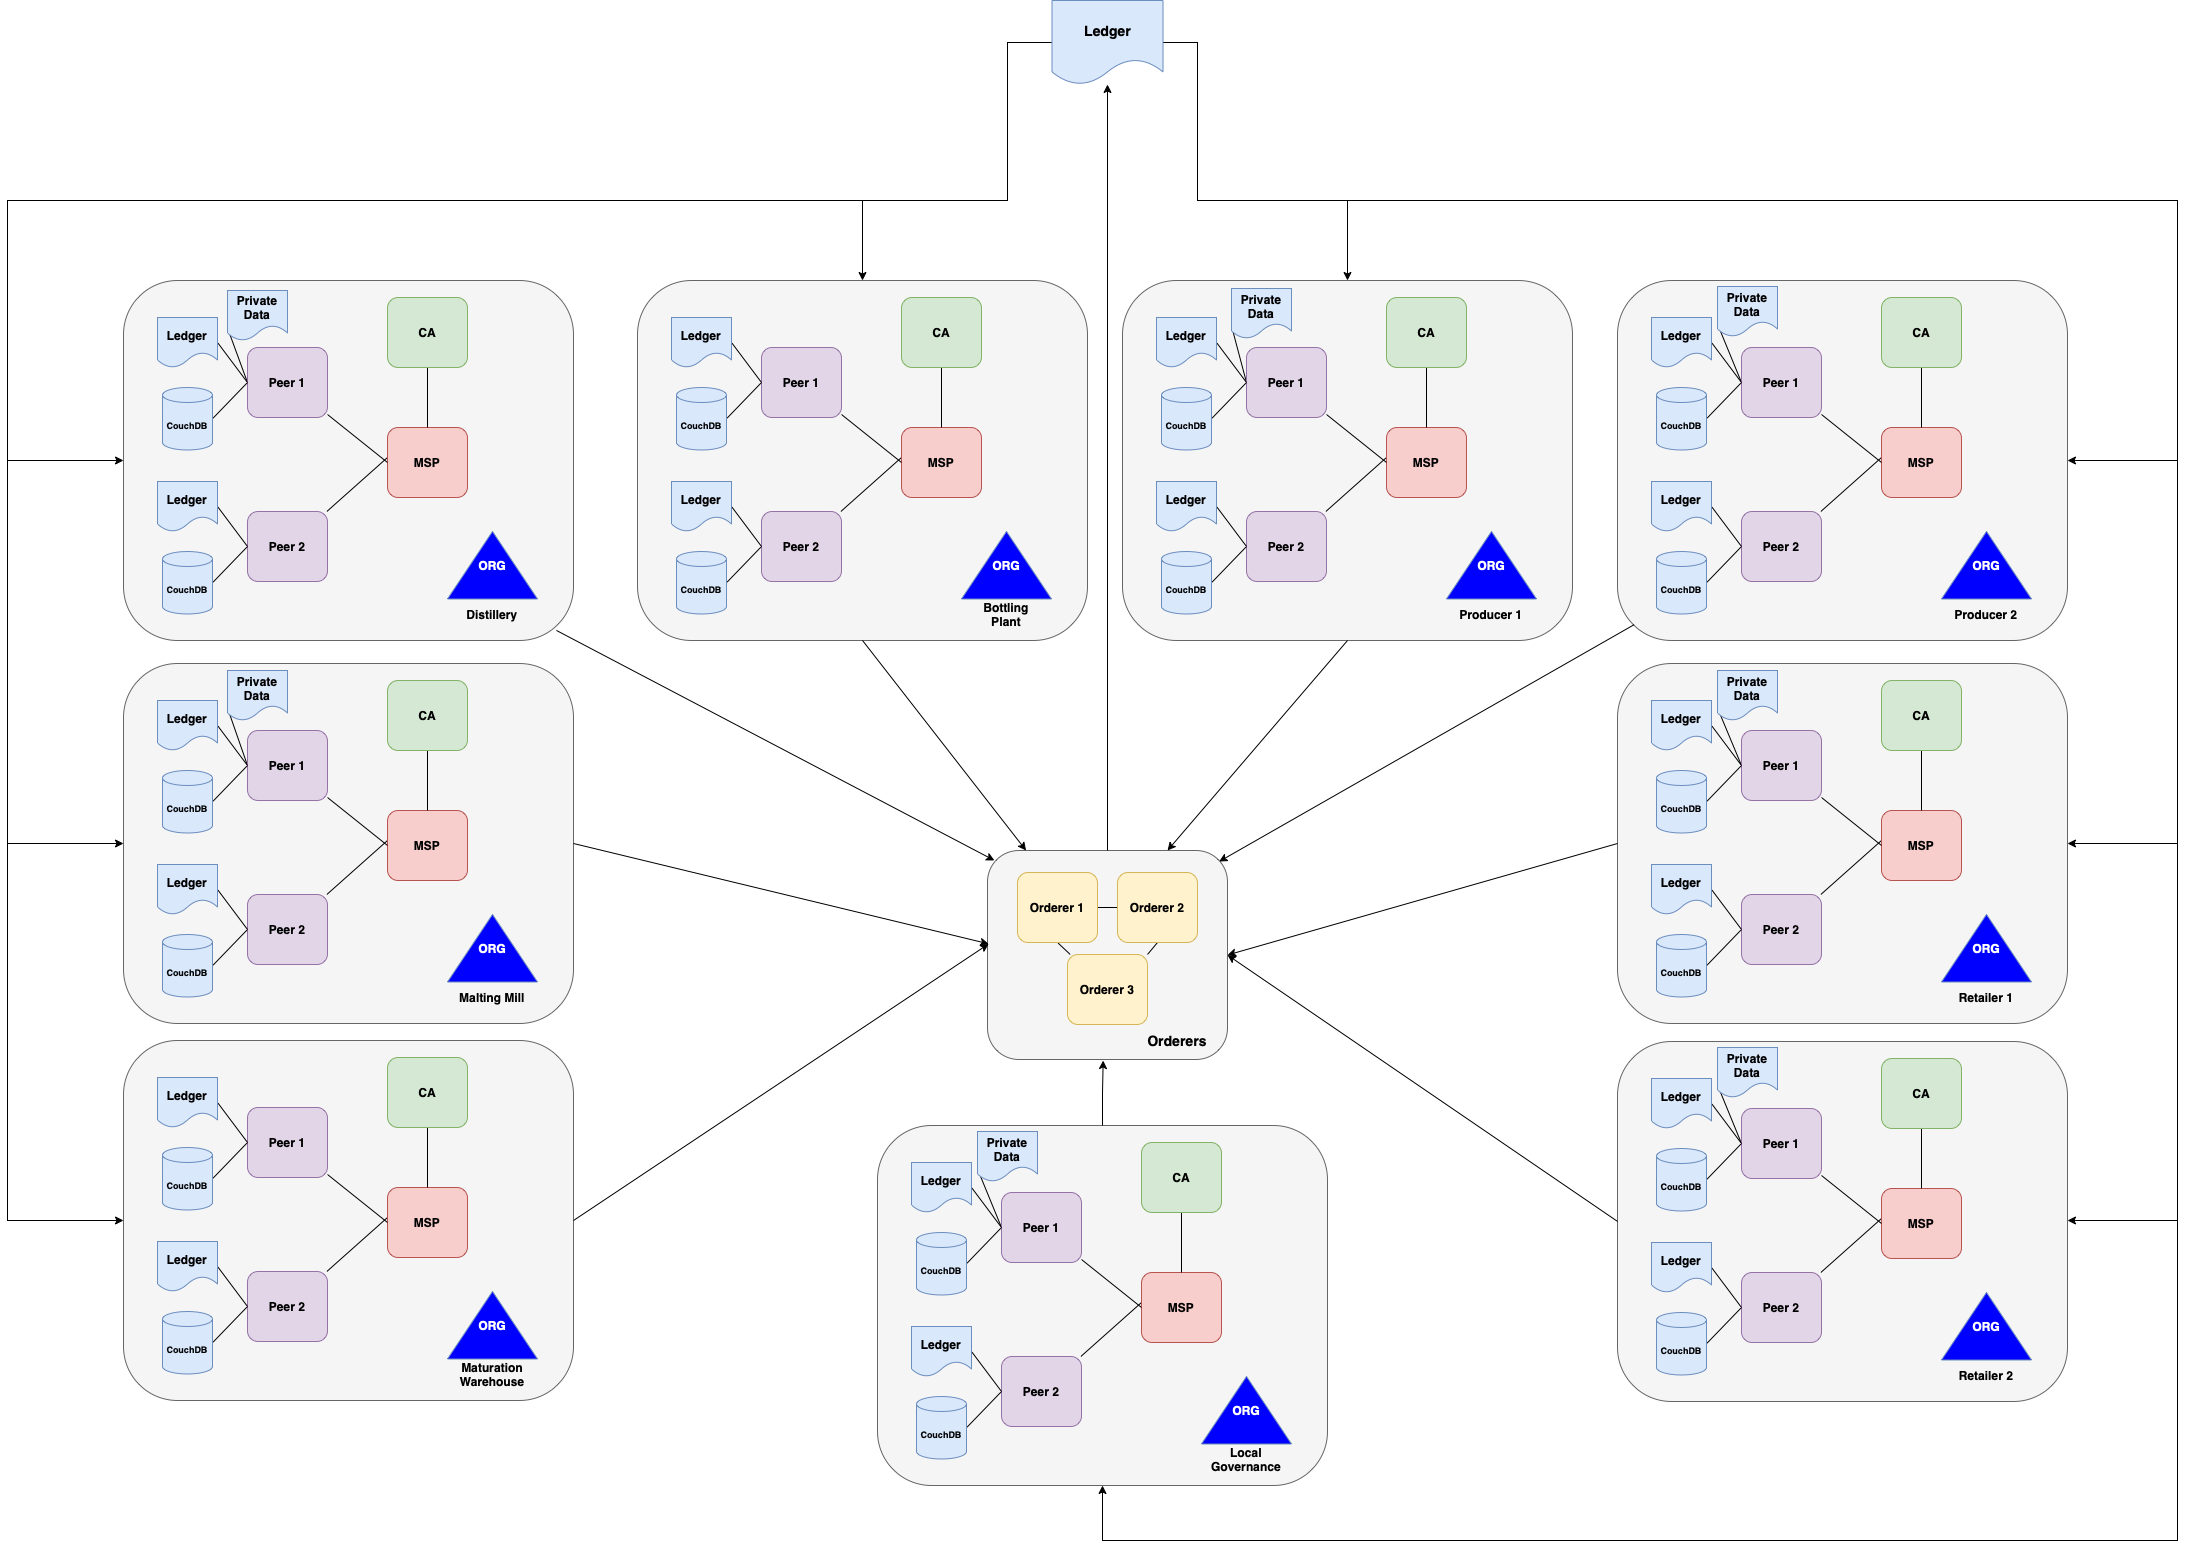 Ledger
Private
Data
Ledger
CA
Peer 1
CouchDB
MSP
Ledger
Peer 2
CouchDB
ORG
Distillery
Ledger
CA
Peer 1
CouchDB
MSP
Ledger
Peer 2
CouchDB
ORG
Bottling
Plant
Private
Data
Ledger
CA
Peer 1
CouchDB
MSP
Ledger
Peer 2
CouchDB
ORG
Producer 1
Private
Data
Ledger
CA
Peer 1
CouchDB
MSP
Ledger
Peer 2
CouchDB
ORG
Producer 2
Private
Data
Ledger
CA
Peer 1
CouchDB
MSP
Ledger
Peer 2
CouchDB
ORG
Malting Mill
Orderer 1
Orderer 2
Orderer 3
Orderers
Private
Data
Ledger
CA
Peer 1
CouchDB
MSP
Ledger
Peer 2
CouchDB
ORG
Retailer 1
Ledger
CA
Peer 1
CouchDB
MSP
Ledger
Peer 2
CouchDB
ORG
Maturation
Warehouse
Private
Data
Ledger
CA
Peer 1
CouchDB
MSP
Ledger
Peer 2
CouchDB
ORG
Local
Governance
Private
Data
Ledger
CA
Peer 1
CouchDB
MSP
Ledger
Peer 2
CouchDB
ORG
Retailer 2